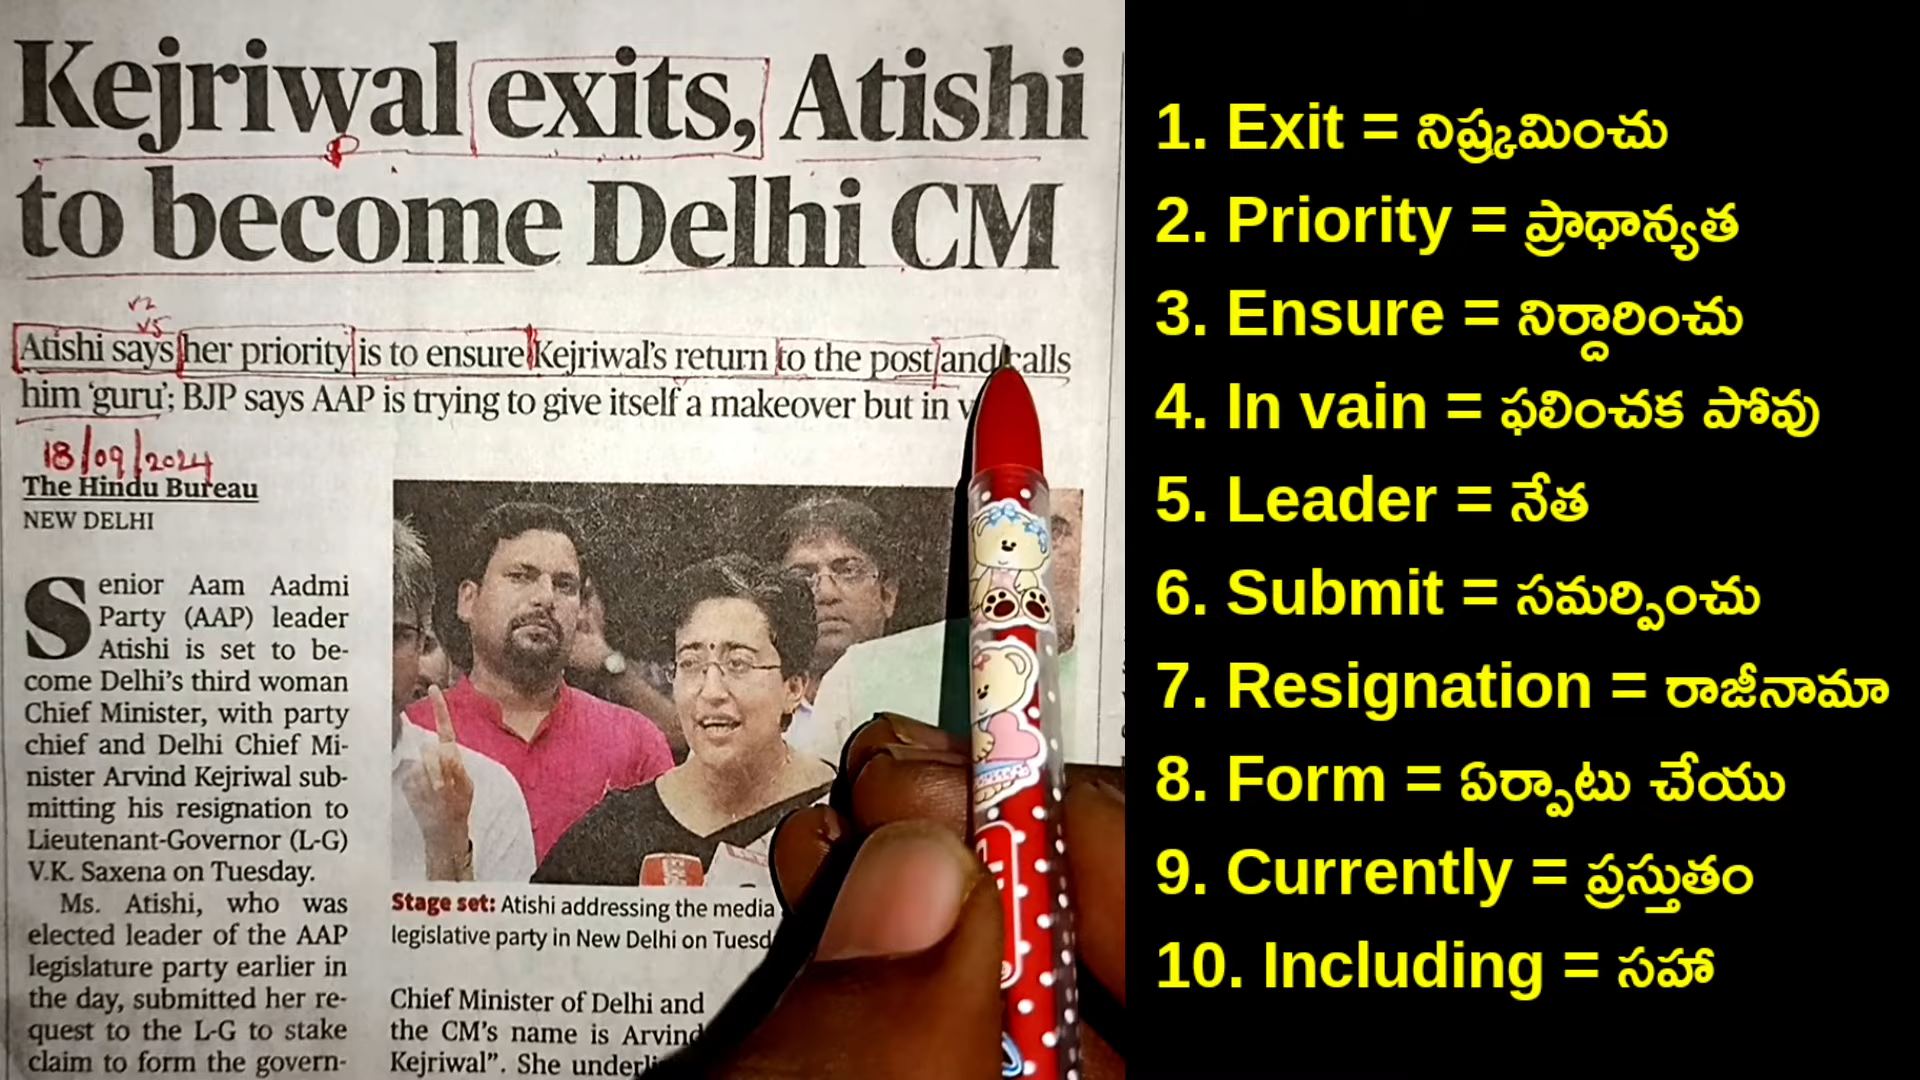 Kejriwal exits, Atishi
to become Delhi CM
v2
v5
Atishi says her priority is to ensure Kejriwal's return to the post and calls
him 'guru'; BJP says AAP is trying to give itself a makeover but in
18/09/2024
The Hindu Bureau
NEW DELHI
Senior Aam Aadmi
Party (AAP) leader
Atishi is set to be-
come Delhi's third woman
Chief Minister, with party
chief and Delhi Chief Mi-
nister Arvind Kejriwal sub-
mitting his resignation to
Lieutenant-Governor (L-G)
V.K. Saxena on Tuesday.
Ms. Atishi, who was
elected leader of the AAP
legislature party earlier in
the day, submitted her re-
quest to the L-G to stake
claim to form the govern-
Stage set: Atishi addressing the media
legislative party in New Delhi on
Chief Minister of Delhi and
the CM's name is Arvind
Kejriwal". She
1. Exit = నిష్క్రమించు
2. Priority = ప్రాధాన్యత
3. Ensure = నిర్ధారించు
4. In vain = ఫలించక పోవు
5. Leader = నేత
6. Submit = సమర్పించు
7. Resignation = రాజీనామా
8. Form = ఏర్పాటు చేయు
9. Currently = ప్రస్తుతం
10. Including = సహా